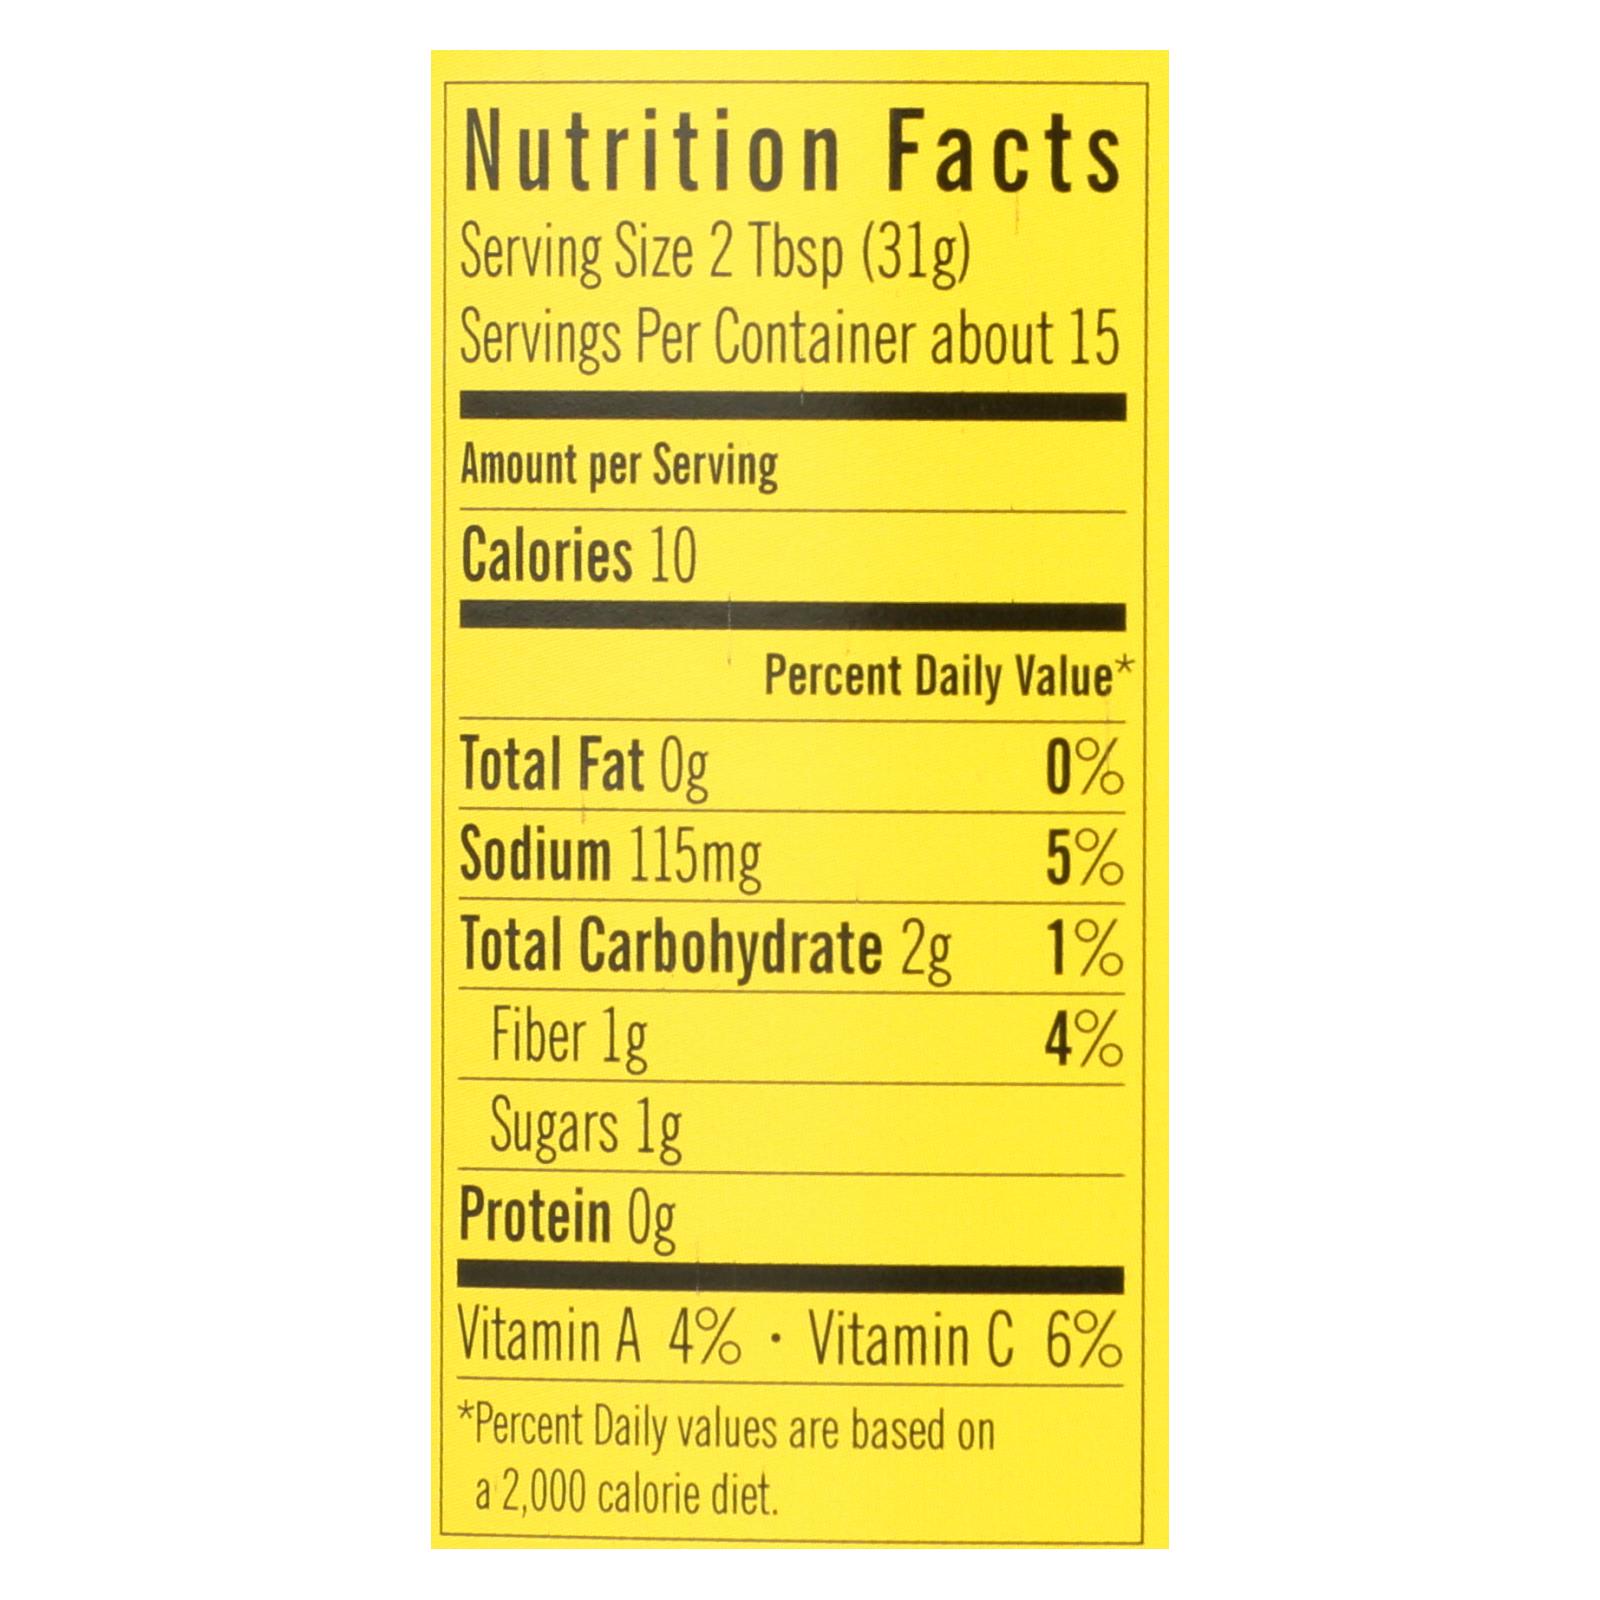 Nutrition Facts
Serving Size 2 Tbsp (31g)
Servings Per Container about 15
Amount per Serving
Calories 10
Percent Daily Value*
Total Fat 0g 0%
Sodium 115mg 5%
Total Carbohydrate 2g 1%
Fiber 1g 4%
Sugars 1g
Protein 0g
Vitamin A 4% · Vitamin C 6%
*Percent Daily values are based on
a 2,000 calorie diet.